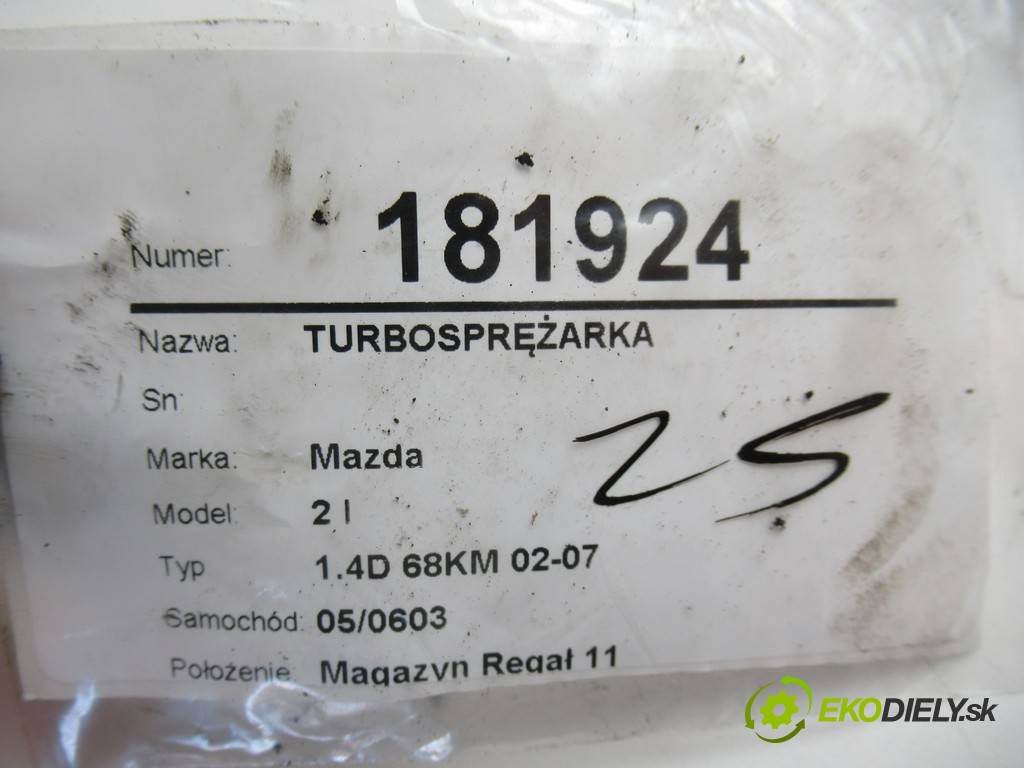 Numer: 181924
Nazwa: TURBOSPRĘŻARKA
Sn:
Marka: Mazda
25
Model: 2 I
Typ 1.4D 68KM 02-07
Samochód: 05/0603
Położenie: Magazyn Regał 11
EKODIELY.sk